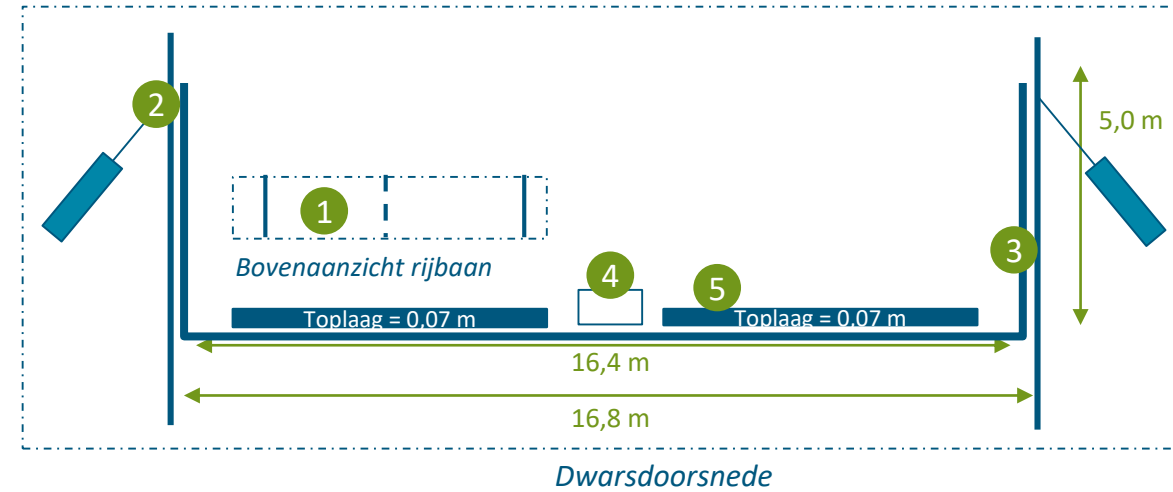 2
5,0 m
1
3
Bovenaanzicht rijbaan
4
5
Toplaag = 0,07 m
Toplaag = 0,07 m
16,4 m
16,8 m
Dwarsdoorsnede